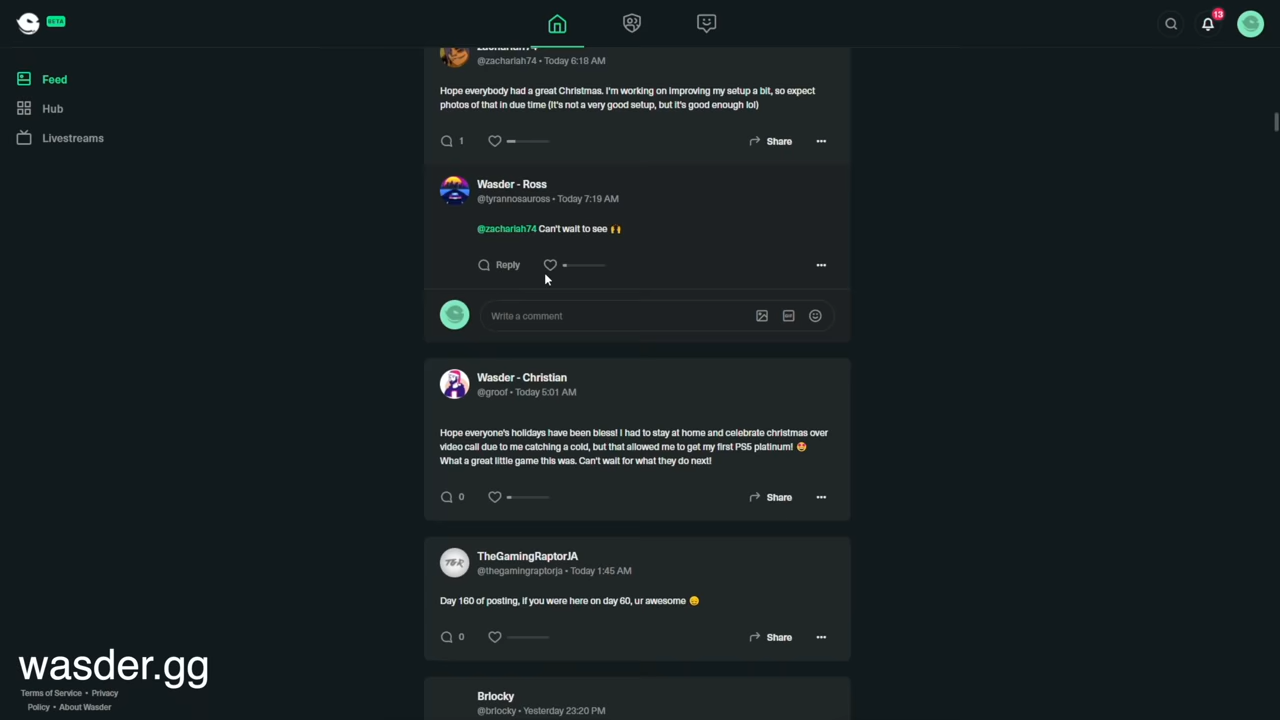 BETA
13
Feed
Hub
Livestreams
@zachariah74 • Today 6:18 AM
Hope everybody had a great Christmas. I'm working on improving my setup a bit, so expect
photos of that in due time (it's not a very good setup, but it's good enough lol)
1
Share
Wasder - Ross
@tyrannosauross • Today 7:19 AM
@zachariah74 Can't wait to see 🙌
Reply
Write a comment
GIF
Wasder - Christian
@groof • Today 5:01 AM
Hope everyone's holidays have been bless! I had to stay at home and celebrate christmas over
video call due to me catching a cold, but that allowed me to get my first PS5 platinum! 😍
What a great little game this was. Can't wait for what they do next!
0
Share
TGR
TheGamingRaptorJA
@thegamingraptorja • Today 1:45 AM
Day 160 of posting, if you were here on day 60, ur awesome 😊
0
Share
Brlocky
@brlocky • Yesterday 23:20 PM
wasder.gg
Terms of Service • Privacy
Policy • About Wasder